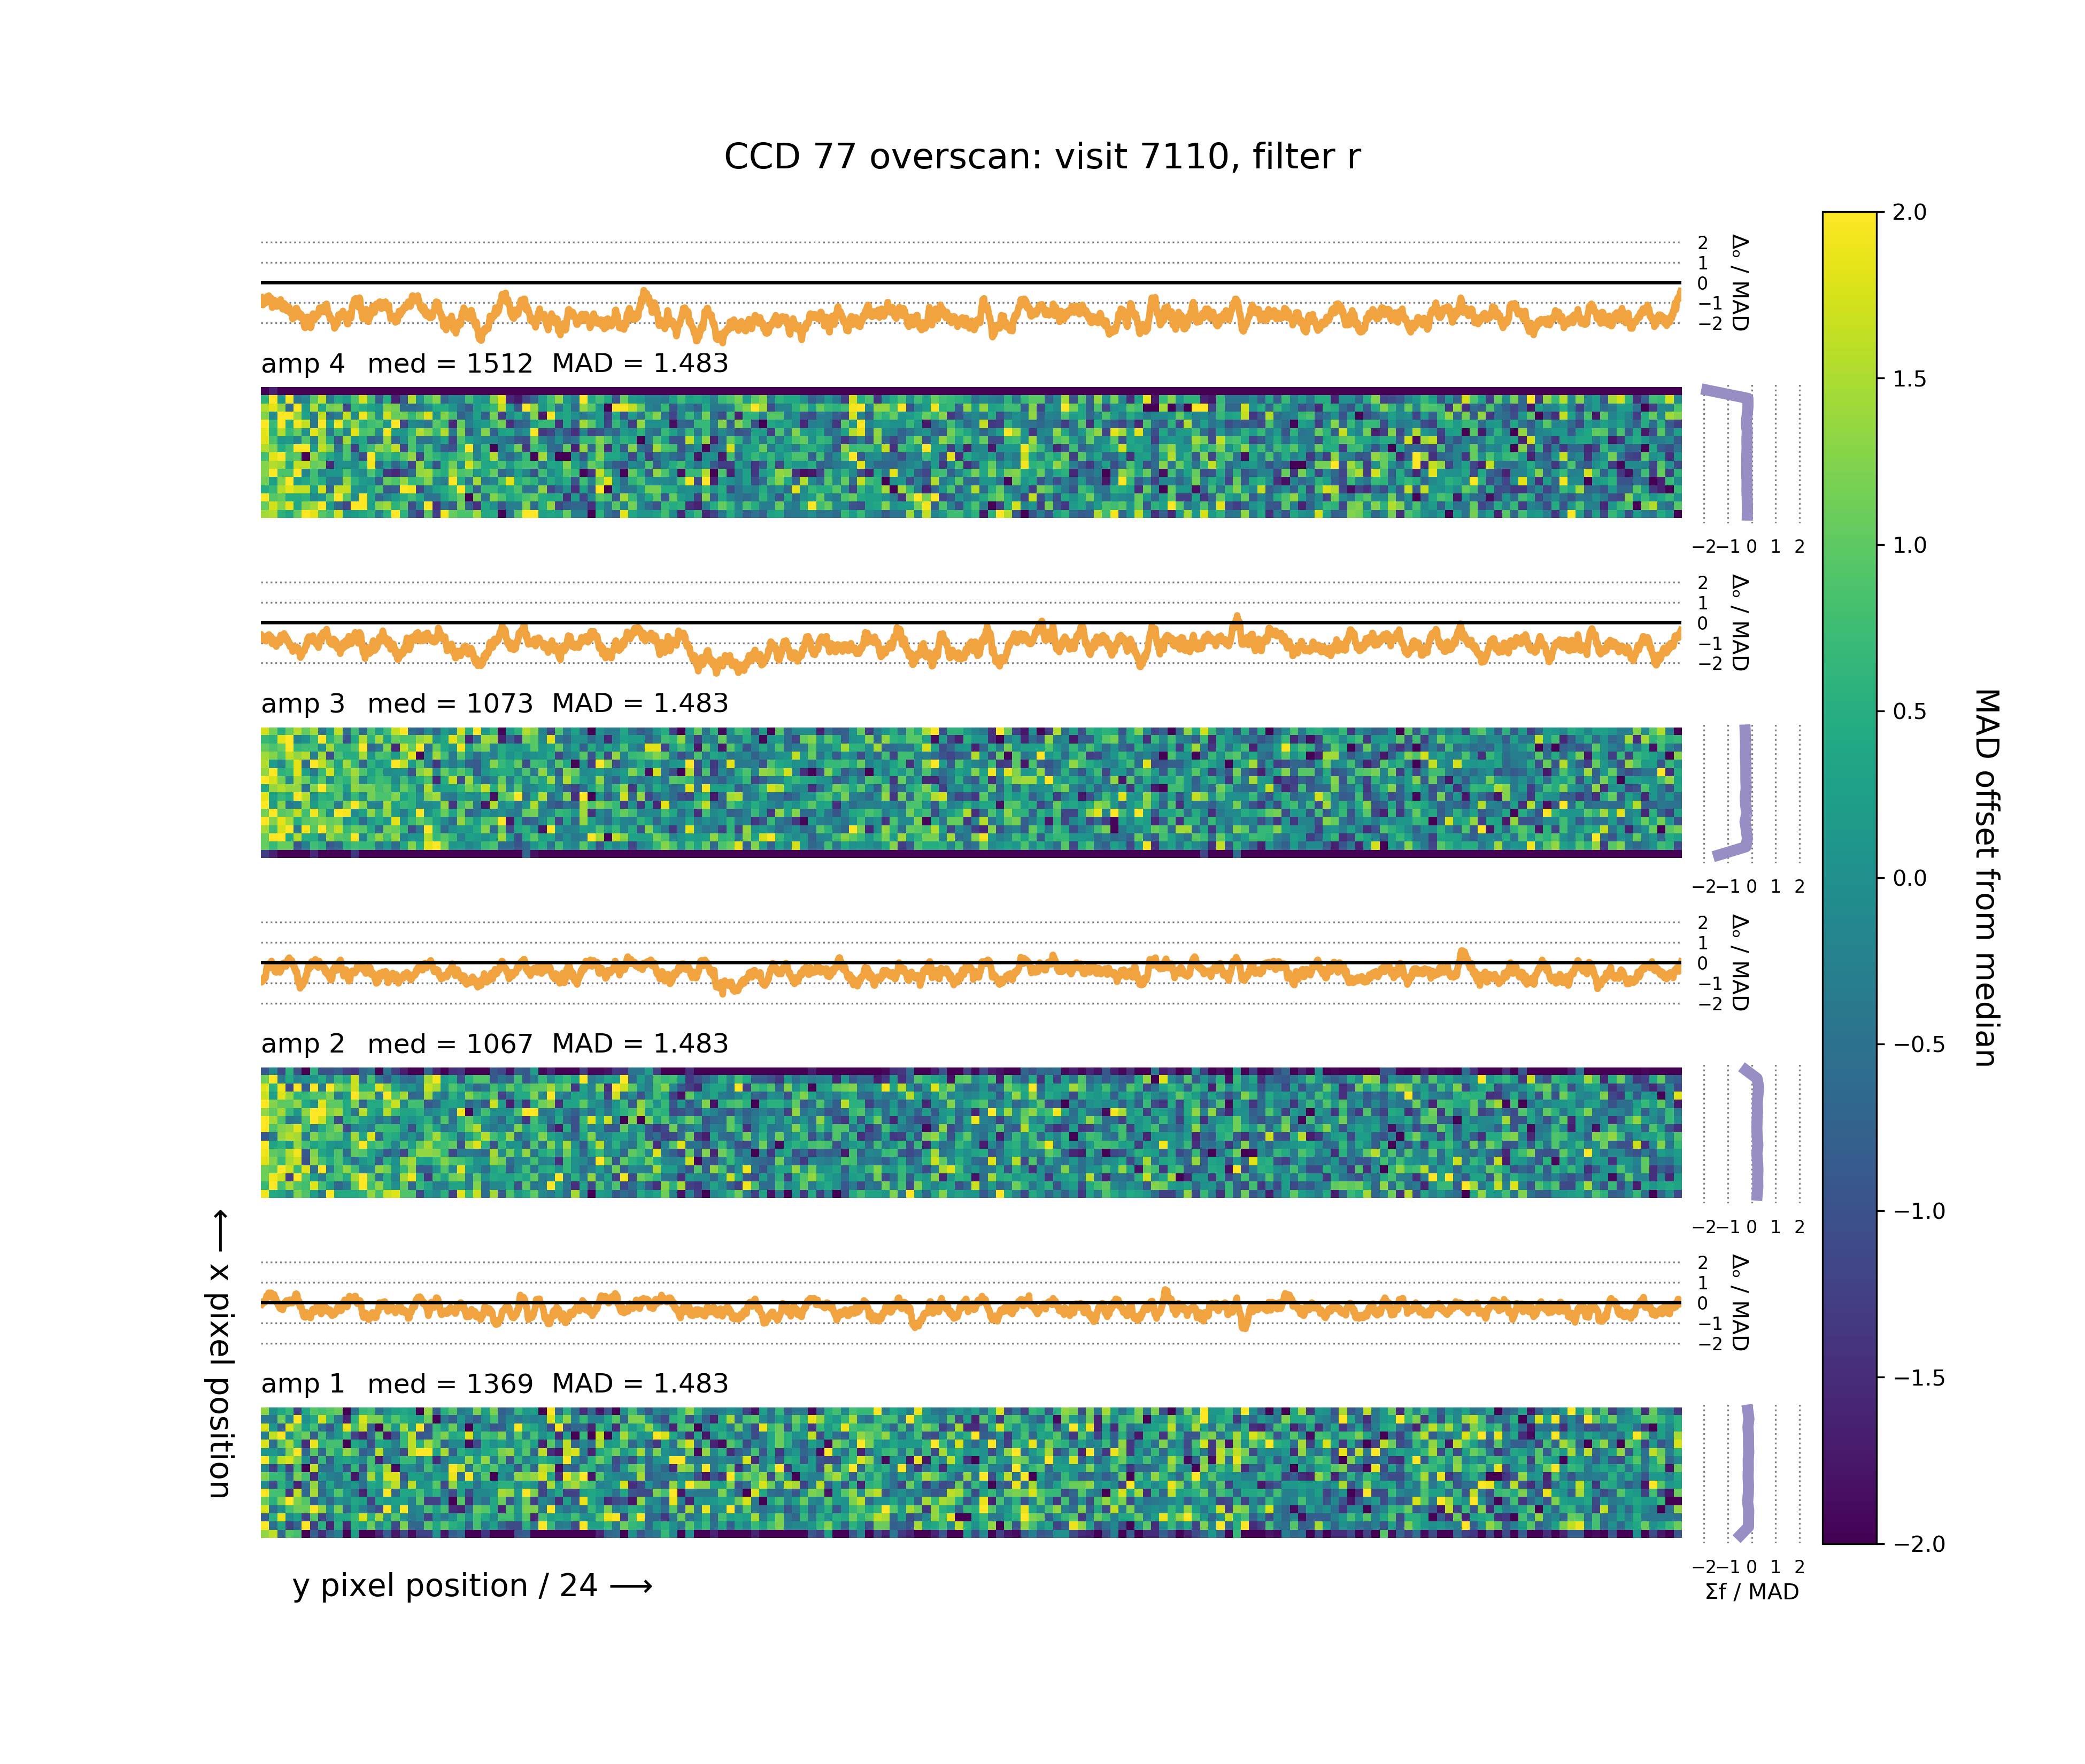 CCD 77 overscan: visit 7110, filter r
2
1
0
−1
−2
Δₒ / MAD
amp 4 med = 1512 MAD = 1.483
−2 −1 0 1 2
2
1
0
−1
−2
Δₒ / MAD
amp 3 med = 1073 MAD = 1.483
−2 −1 0 1 2
2
1
0
−1
−2
Δₒ / MAD
amp 2 med = 1067 MAD = 1.483
−2 −1 0 1 2
2
1
0
−1
−2
Δₒ / MAD
amp 1 med = 1369 MAD = 1.483
−2 −1 0 1 2
Σf / MAD
x pixel position ⟶
y pixel position / 24 ⟶
2.0
1.5
1.0
0.5
0.0
−0.5
−1.0
−1.5
−2.0
MAD offset from median